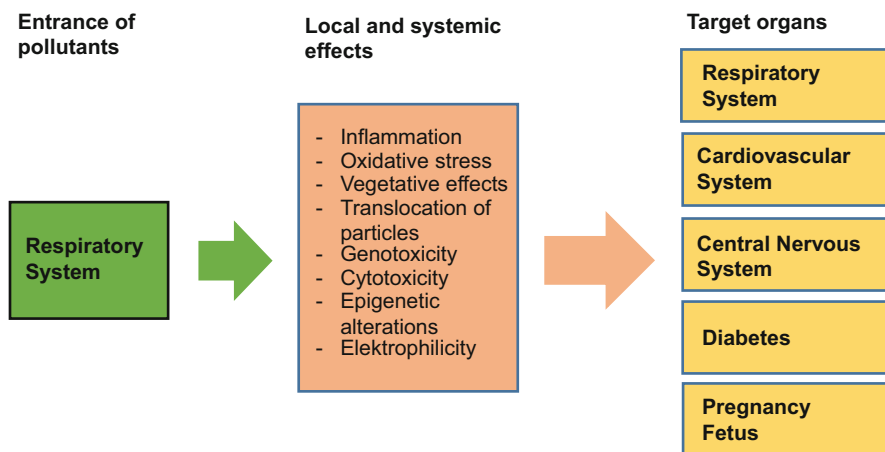 Entrance of
pollutants
Local and systemic
effects
Target organs
Respiratory
System
- Inflammation
- Oxidative stress
- Vegetative effects
- Translocation of
particles
- Genotoxicity
- Cytotoxicity
- Epigenetic
alterations
- Elektrophilicity
Respiratory
System
Cardiovascular
System
Central Nervous
System
Diabetes
Pregnancy
Fetus